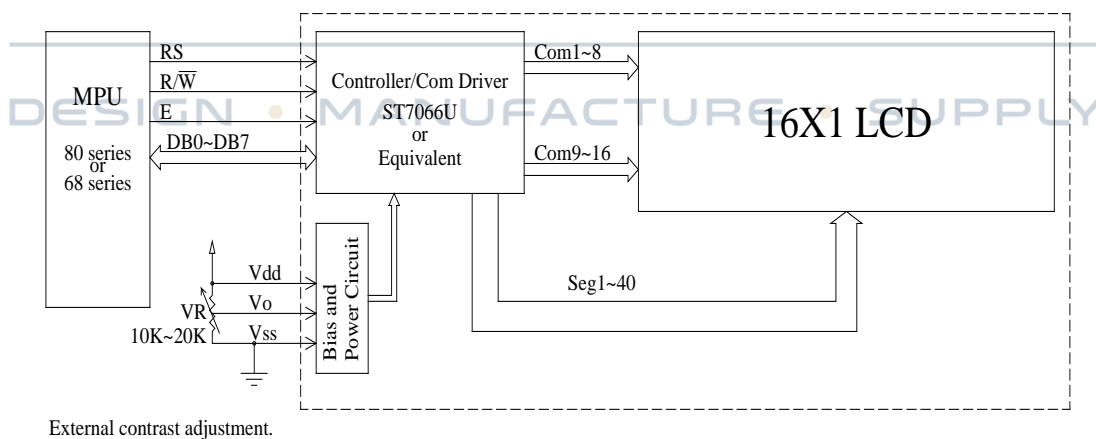 RS
R/W
E
DB0~DB7
MPU
80 series
or
68 series
Controller/Com Driver
ST7066U
or
Equivalent
Com1~8
Com9~16
16X1 LCD
DESIGN • MANUFACTURE • SUPPLY
Vdd
Vo
Vss
VR
10K~20K
Bias and
Power Circuit
Seg1~40
External contrast adjustment.